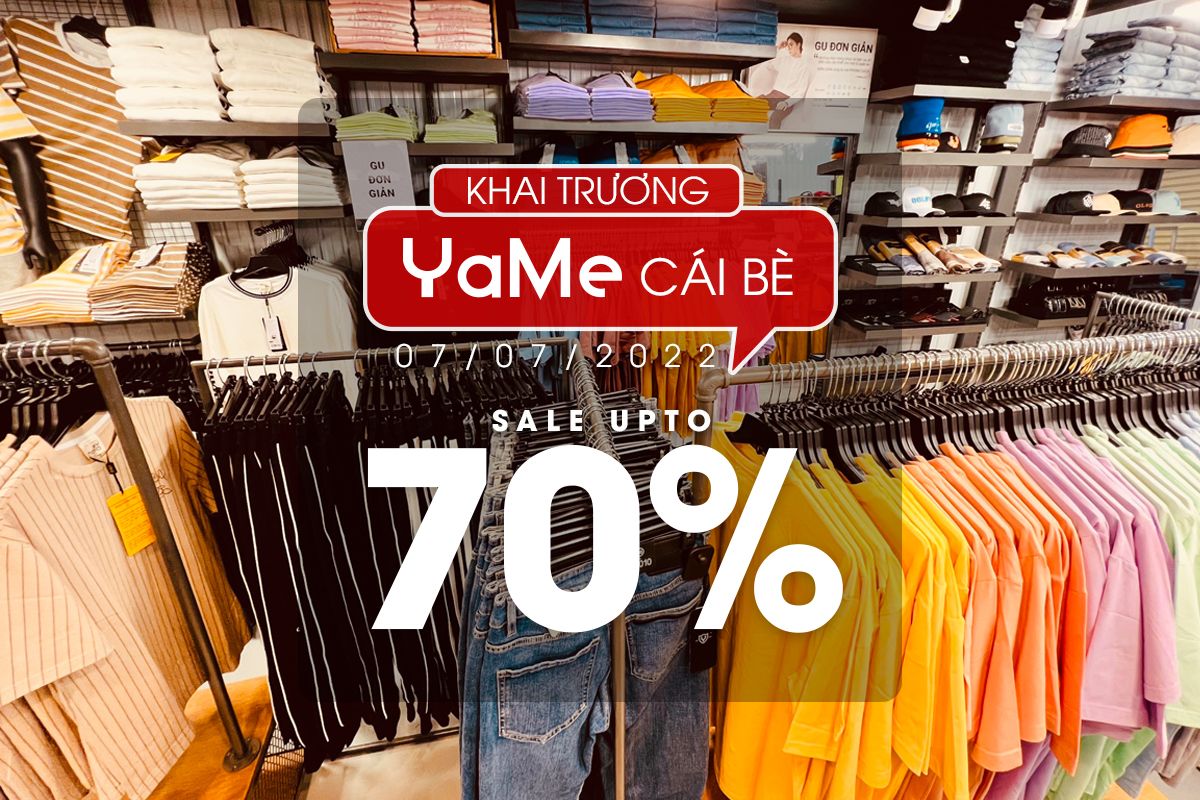 GU ĐƠN GIẢN
GU
ĐƠN
GIẢN
KHAI TRƯƠNG
YaMe CÁI BÈ
07/07/2022
SALE UPTO
70%